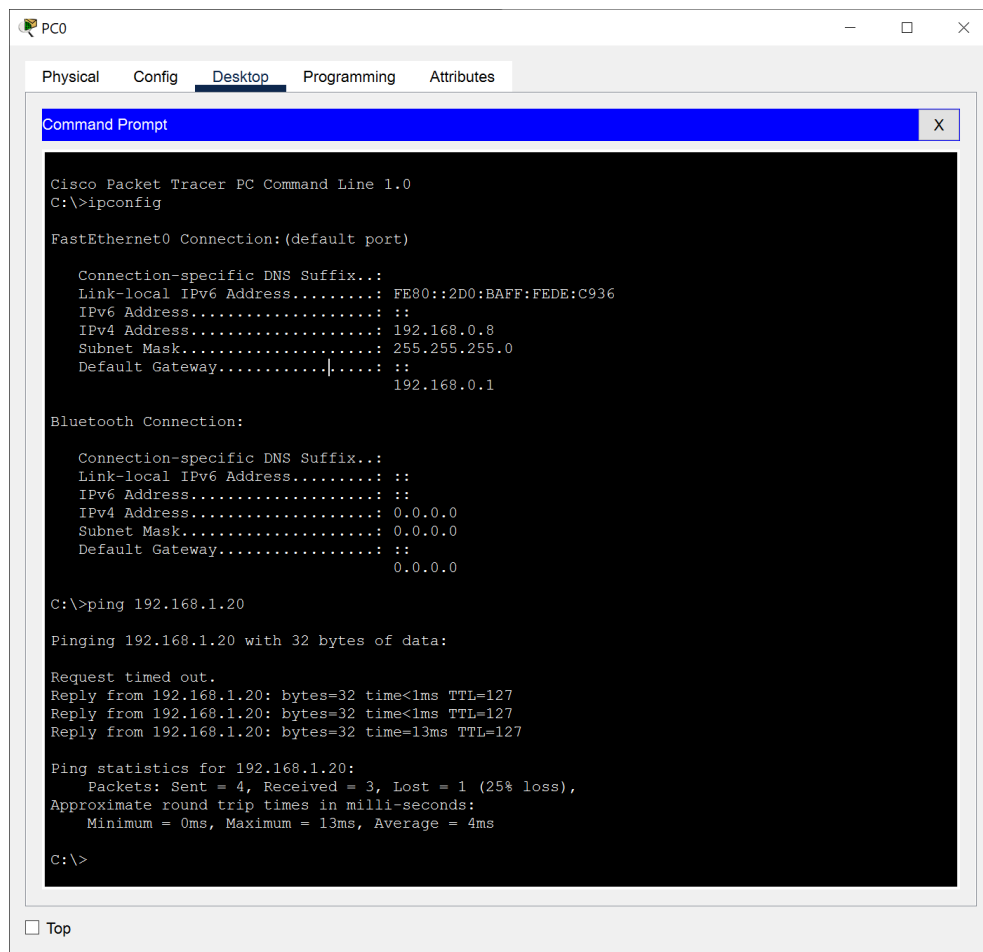 PC0
Physical Config Desktop Programming Attributes
Command Prompt X
Cisco Packet Tracer PC Command Line 1.0
C:\>ipconfig
FastEthernet0 Connection:(default port)
Connection-specific DNS Suffix..:
Link-local IPv6 Address.........: FE80::2D0:BAFF:FEDE:C936
IPv6 Address....................: ::
IPv4 Address....................: 192.168.0.8
Subnet Mask.....................: 255.255.255.0
Default Gateway.................: ::
192.168.0.1
Bluetooth Connection:
Connection-specific DNS Suffix..:
Link-local IPv6 Address.........: ::
IPv6 Address....................: ::
IPv4 Address....................: 0.0.0.0
Subnet Mask.....................: 0.0.0.0
Default Gateway.................: ::
0.0.0.0
C:\>ping 192.168.1.20
Pinging 192.168.1.20 with 32 bytes of data:
Request timed out.
Reply from 192.168.1.20: bytes=32 time<1ms TTL=127
Reply from 192.168.1.20: bytes=32 time<1ms TTL=127
Reply from 192.168.1.20: bytes=32 time=13ms TTL=127
Ping statistics for 192.168.1.20:
Packets: Sent = 4, Received = 3, Lost = 1 (25% loss),
Approximate round trip times in milli-seconds:
Minimum = 0ms, Maximum = 13ms, Average = 4ms
C:\>
Top